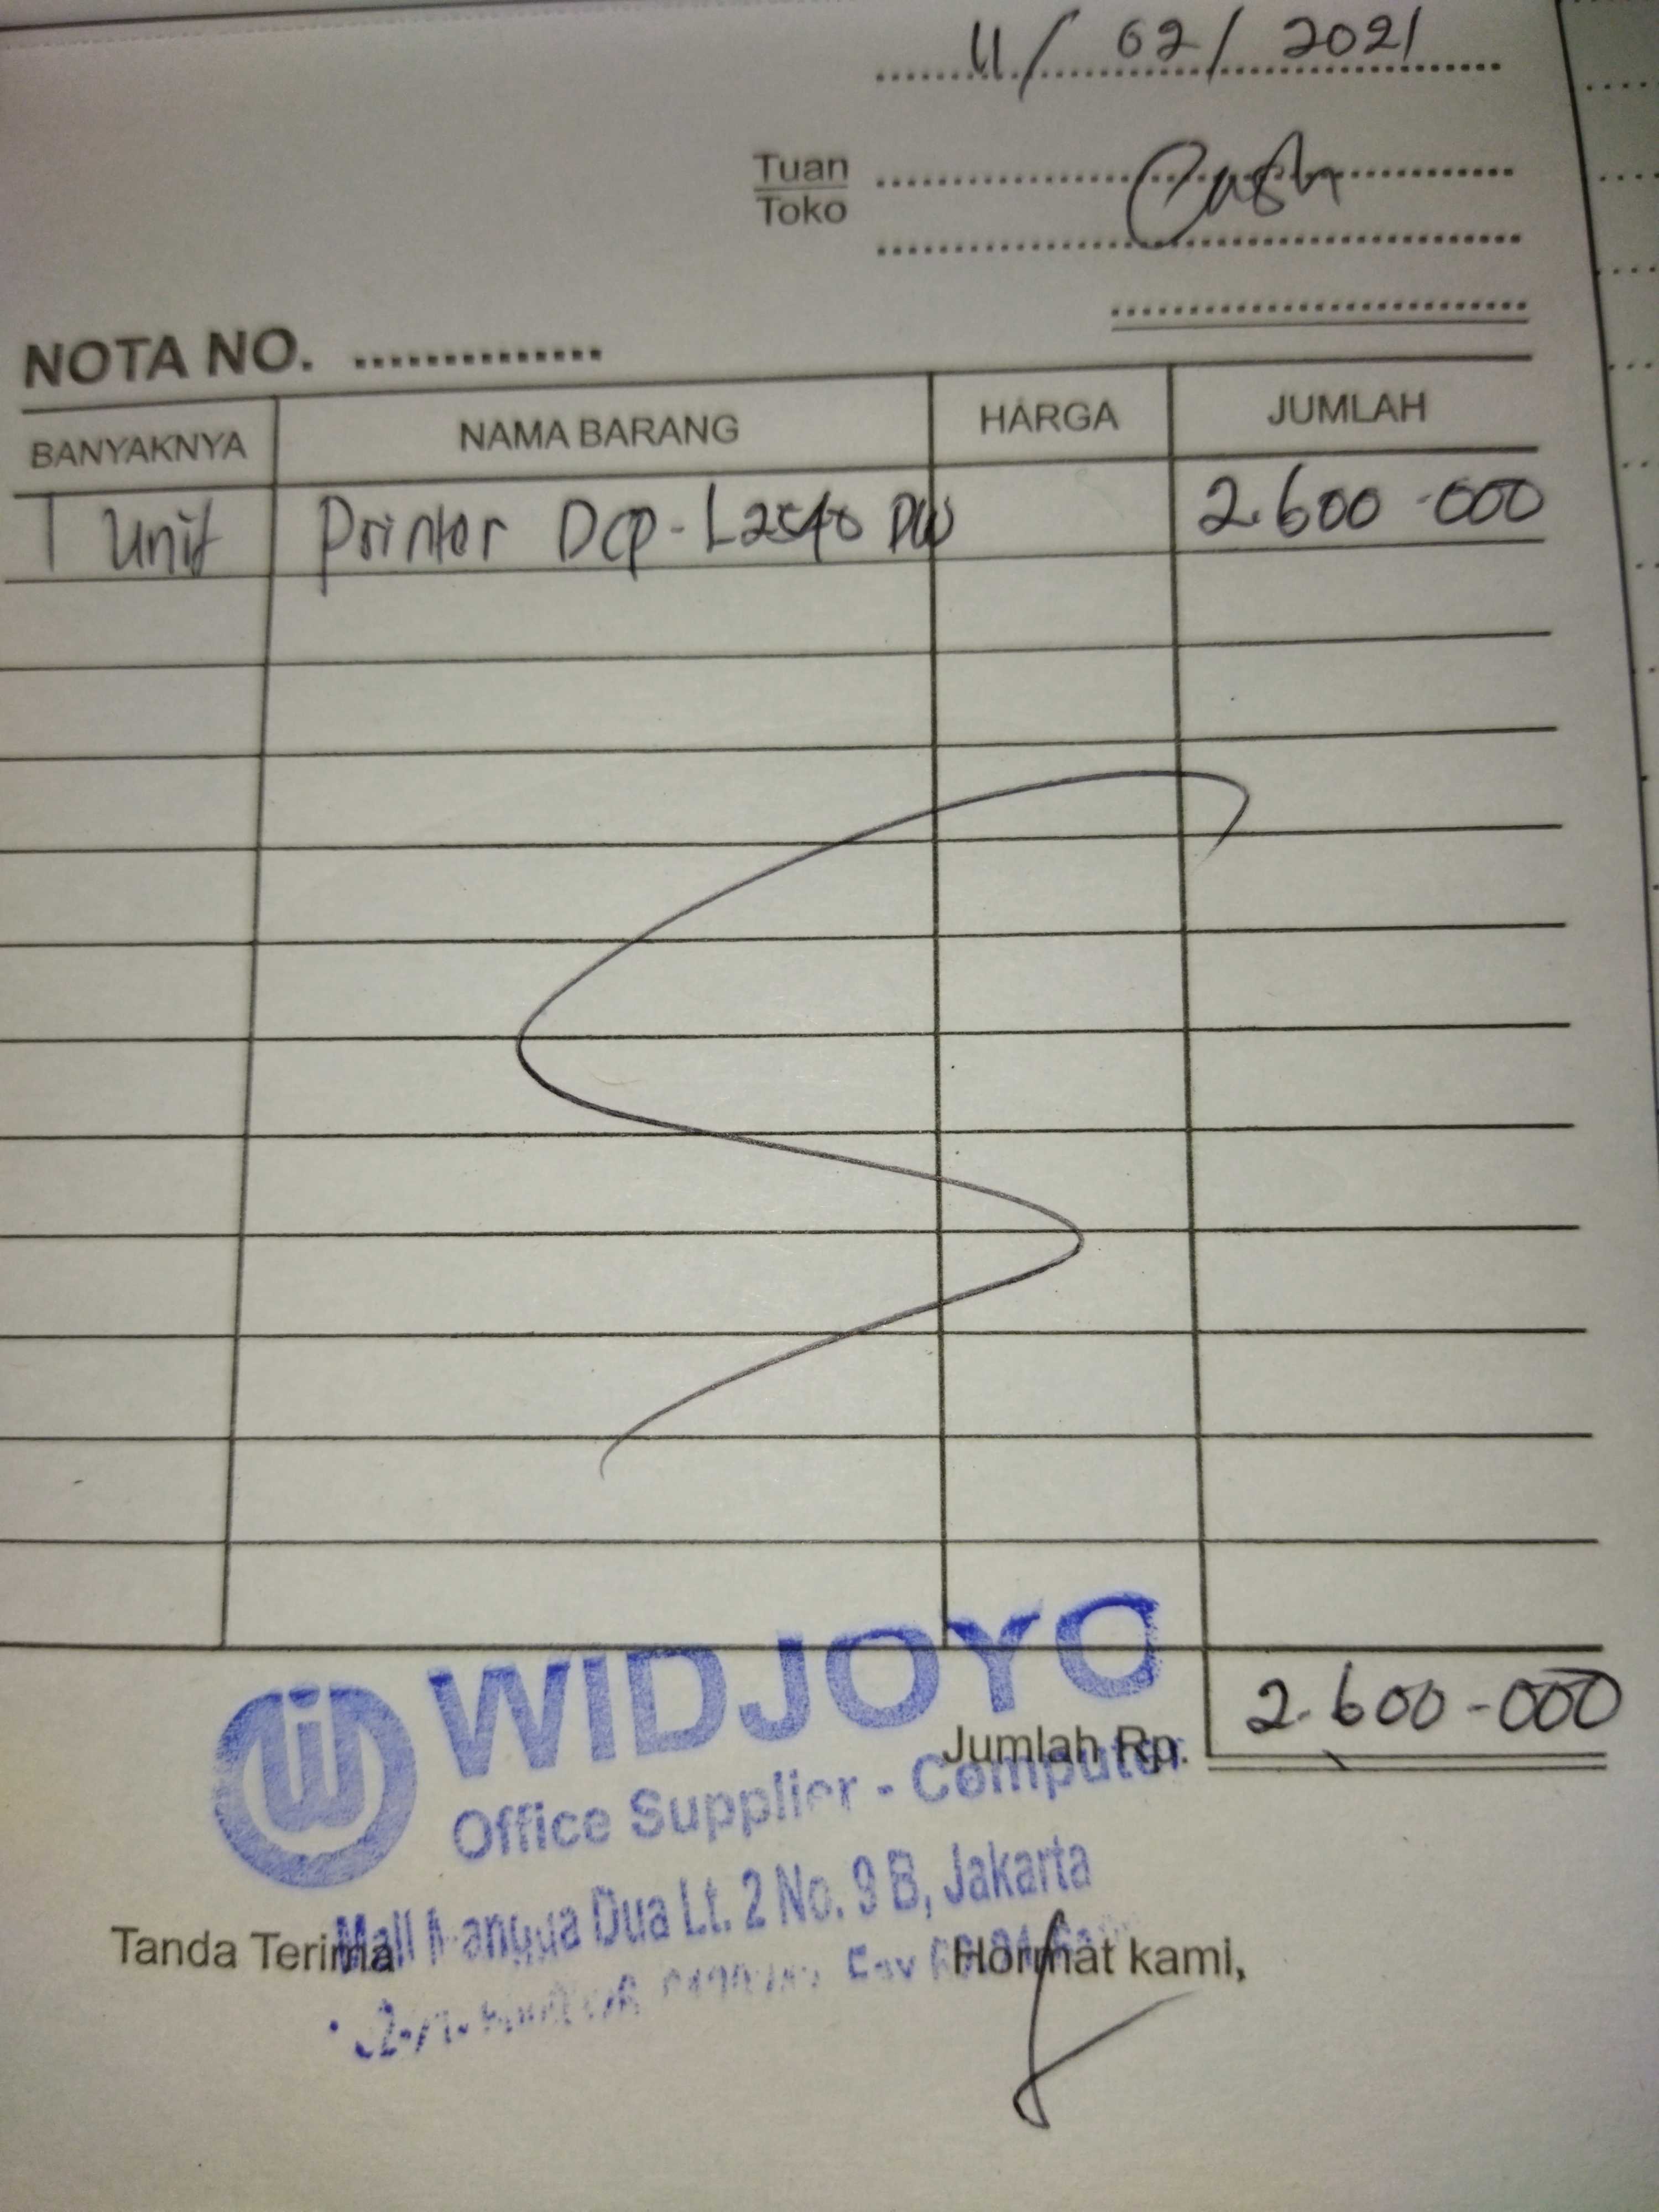 11/ 02/ 2021
Tuan Cash
Toko
NOTA NO. ..............
BANYAKNYA NAMA BARANG HARGA JUMLAH
1 Unit Printer Dcp-L2540 DW 2.600.000
WIDJOYO
2.600-000
Jumlah Rp.
Office Supplier - Computer
Mall Mangga Dua Lt. 2 No. 9 B, Jakarta
Tanda Terima Hormat kami,